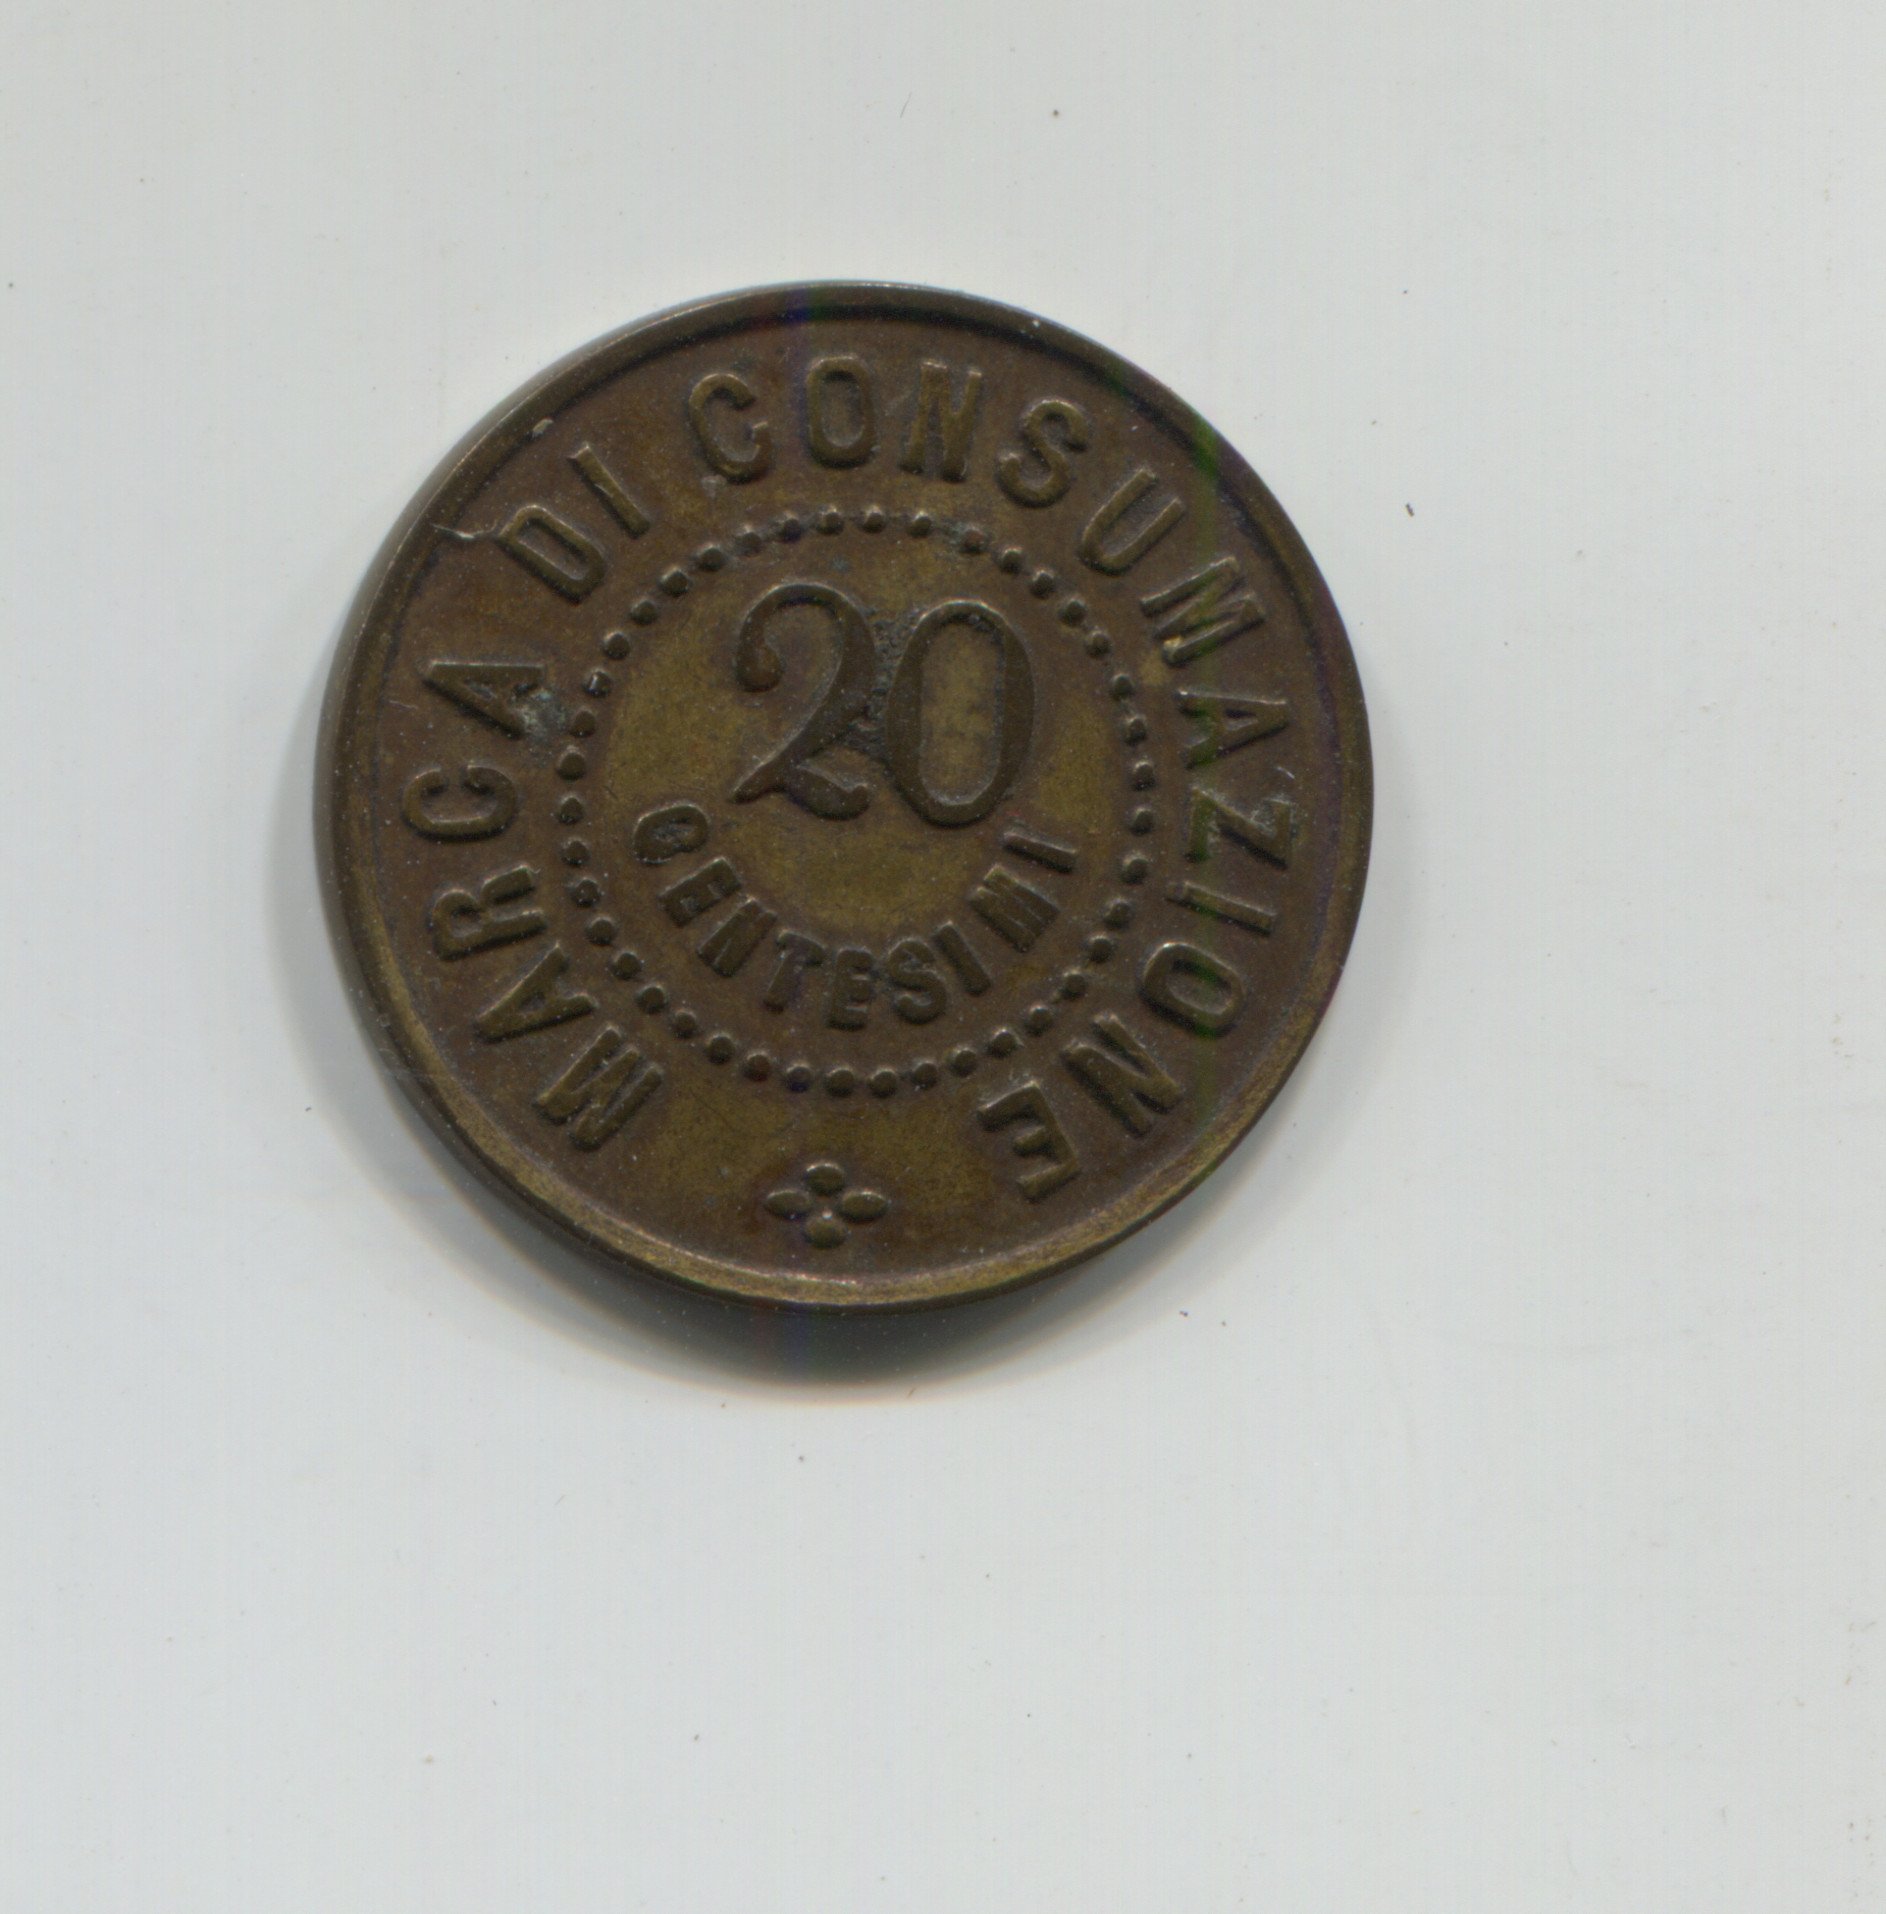 MARCA DI CONSUMAZIONE
20
CENTESIMI